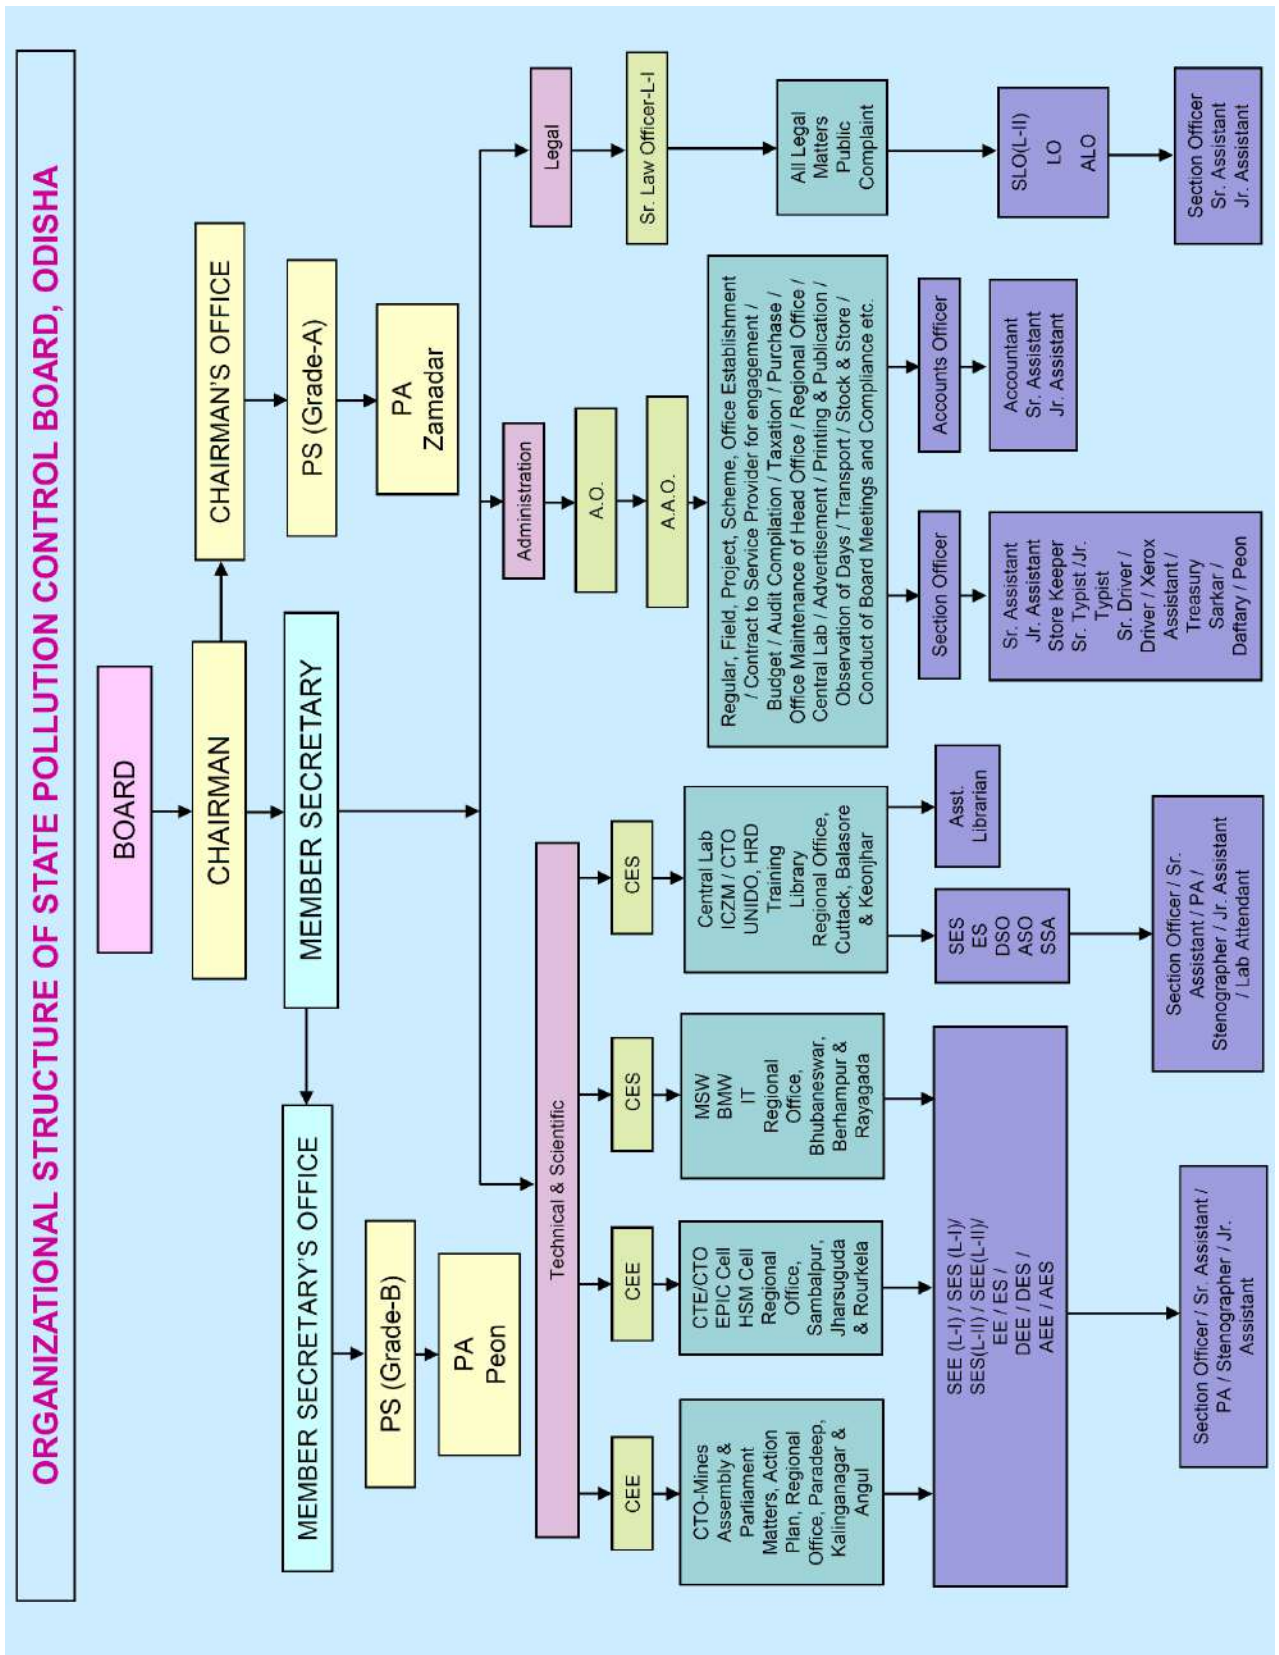 ORGANIZATIONAL STRUCTURE OF STATE POLLUTION CONTROL BOARD, ODISHA
BOARD
CHAIRMAN
CHAIRMAN'S OFFICE
PS (Grade-A)
PA
Zamadar
MEMBER SECRETARY
MEMBER SECRETARY'S OFFICE
PS (Grade-B)
PA
Peon
Technical & Scientific
CEE
CTO-Mines
Assembly &
Parliament
Matters, Action
Plan, Regional
Office, Paradeep,
Kalinganagar &
Angul
CEE
CTE/CTO
EPIC Cell
HSM Cell
Regional
Office,
Sambalpur,
Jharsuguda
& Rourkela
CES
MSW
BMW
IT
Regional
Office,
Bhubaneswar,
Berhampur &
Rayagada
SEE (L-I) / SES (L-I)/
SES(L-II) / SEE(L-II)/
EE / ES /
DEE / DES /
AEE / AES
Section Officer / Sr. Assistant /
PA / Stenographer / Jr.
Assistant
CES
Central Lab
ICZM / CTO
UNIDO, HRD
Training
Library
Regional Office,
Cuttack, Balasore
& Keonjhar
SES
ES
DSO
ASO
SSA
Section Officer / Sr.
Assistant / PA /
Stenographer / Jr. Assistant
/ Lab Attendant
Asst.
Librarian
Administration
A.O.
A.A.O.
Regular, Field, Project, Scheme, Office Establishment
/ Contract to Service Provider for engagement /
Budget / Audit Compilation / Taxation / Purchase /
Office Maintenance of Head Office / Regional Office /
Central Lab / Advertisement / Printing & Publication /
Observation of Days / Transport / Stock & Store /
Conduct of Board Meetings and Compliance etc.
Section Officer
Sr. Assistant
Jr. Assistant
Store Keeper
Sr. Typist /Jr.
Typist
Sr. Driver /
Driver / Xerox
Assistant /
Treasury
Sarkar /
Daftary / Peon
Accounts Officer
Accountant
Sr. Assistant
Jr. Assistant
Legal
Sr. Law Officer-L-I
All Legal
Matters
Public
Complaint
SLO(L-II)
LO
ALO
Section Officer
Sr. Assistant
Jr. Assistant